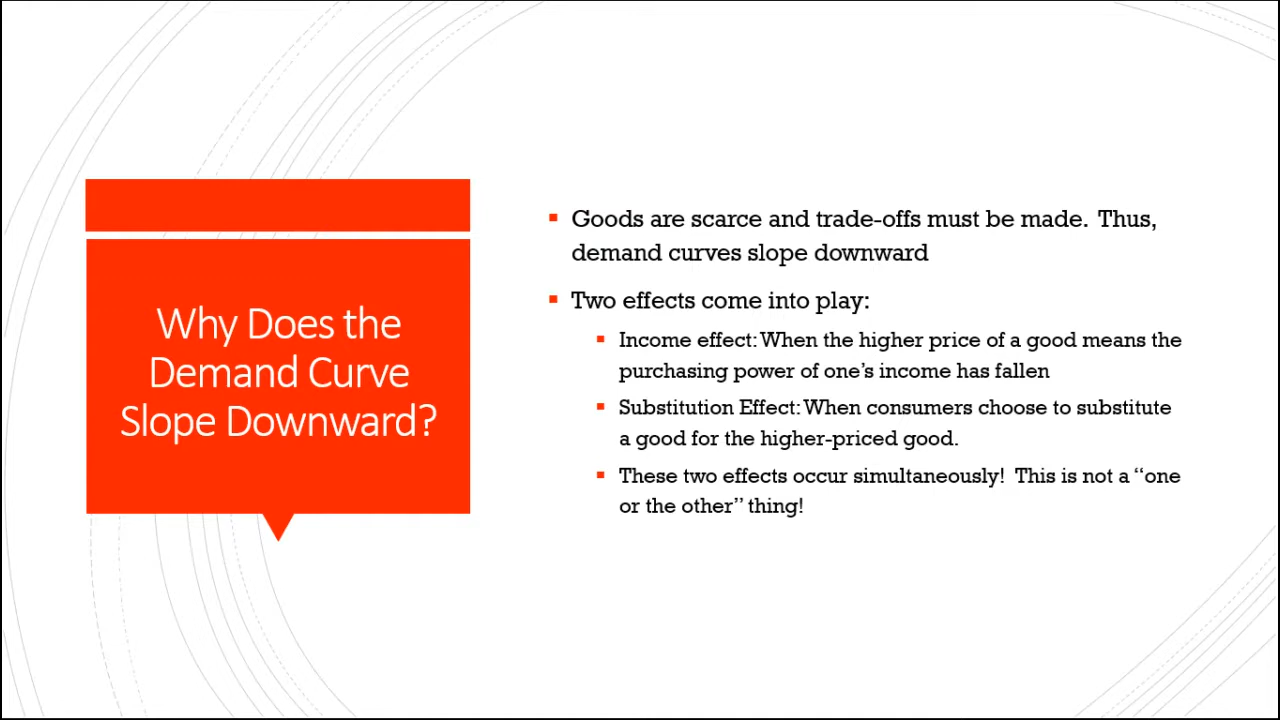 Why Does the
Demand Curve
Slope Downward?
Goods are scarce and trade-offs must be made.  Thus,
demand curves slope downward
Two effects come into play:
Income effect: When the higher price of a good means the
purchasing power of one’s income has fallen
Substitution Effect: When consumers choose to substitute
a good for the higher-priced good.
These two effects occur simultaneously!  This is not a “one
or the other” thing!